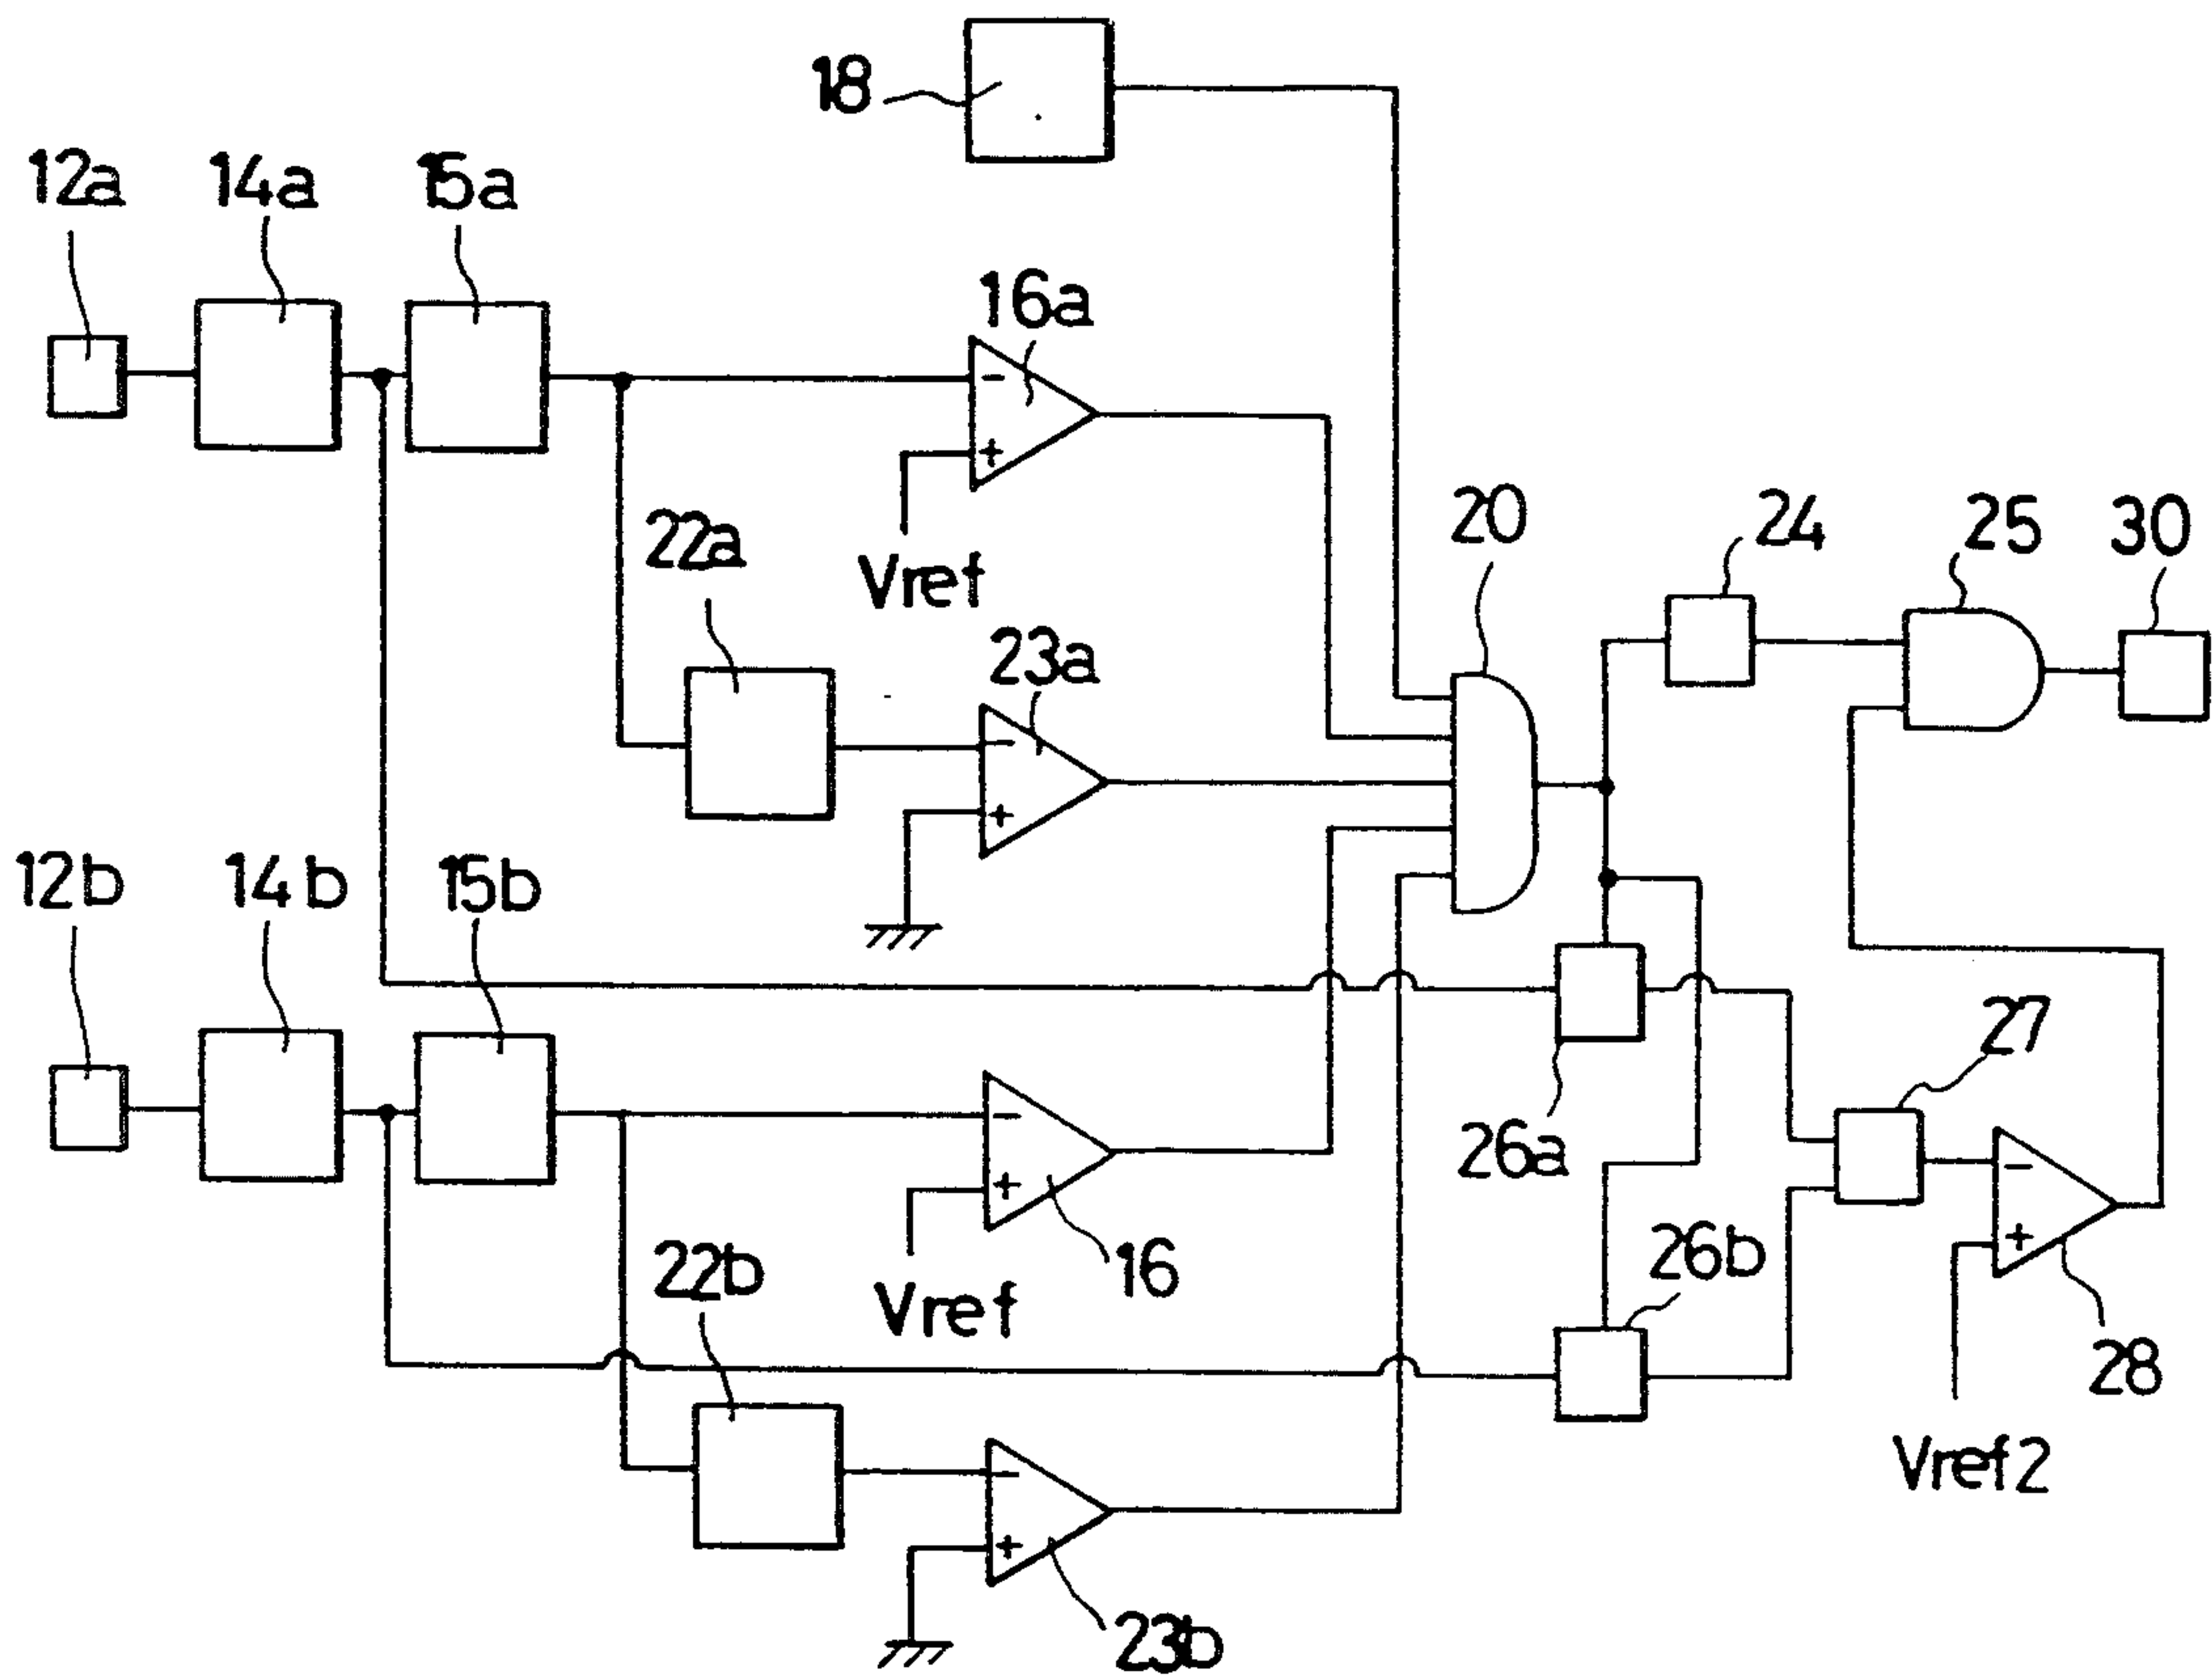 18
12a
14a
15a
16a
-
+
Vref
22a
23a
-
+
20
24
25
30
12b
14b
15b
-
+
16
Vref
22b
-
+
23b
26a
26b
27
-
+
28
Vref2